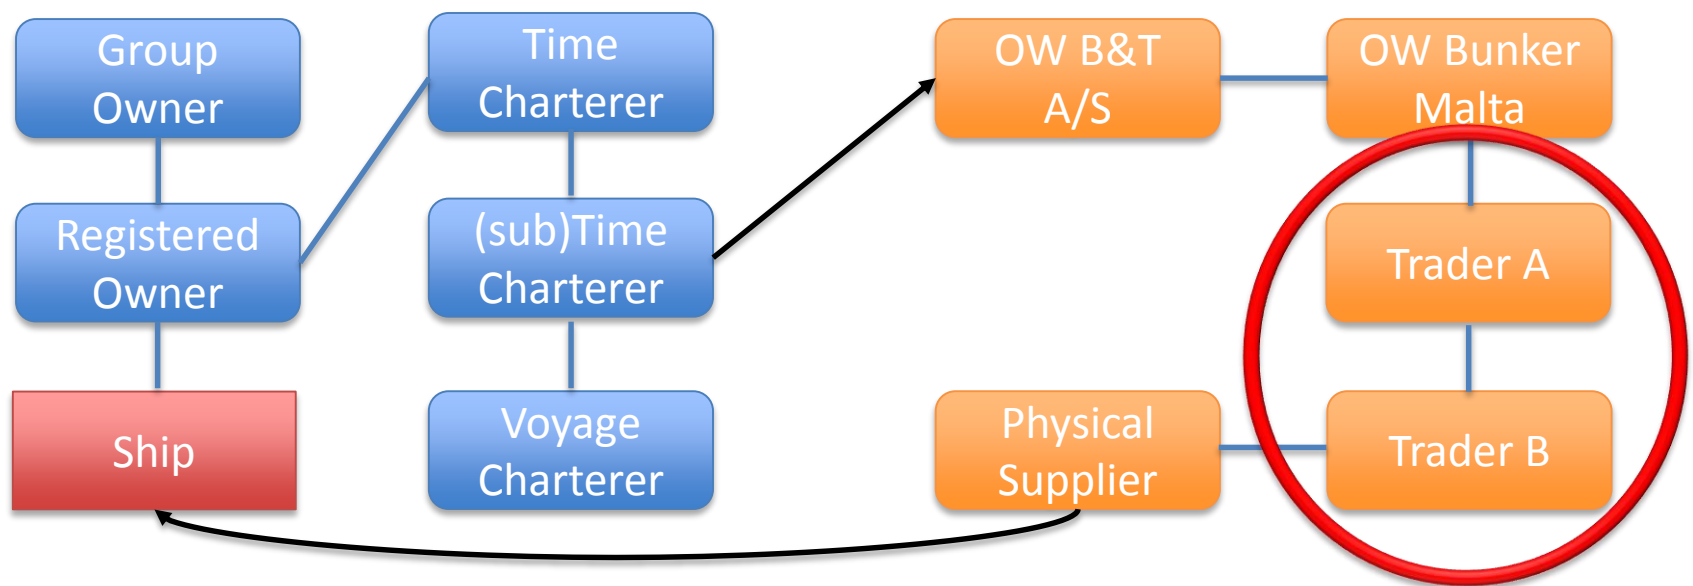 Group
Owner
Time
Charterer
OW B&T
A/S
OW Bunker
Malta
Registered
Owner
(sub)Time
Charterer
Trader A
Ship
Voyage
Charterer
Physical
Supplier
Trader B